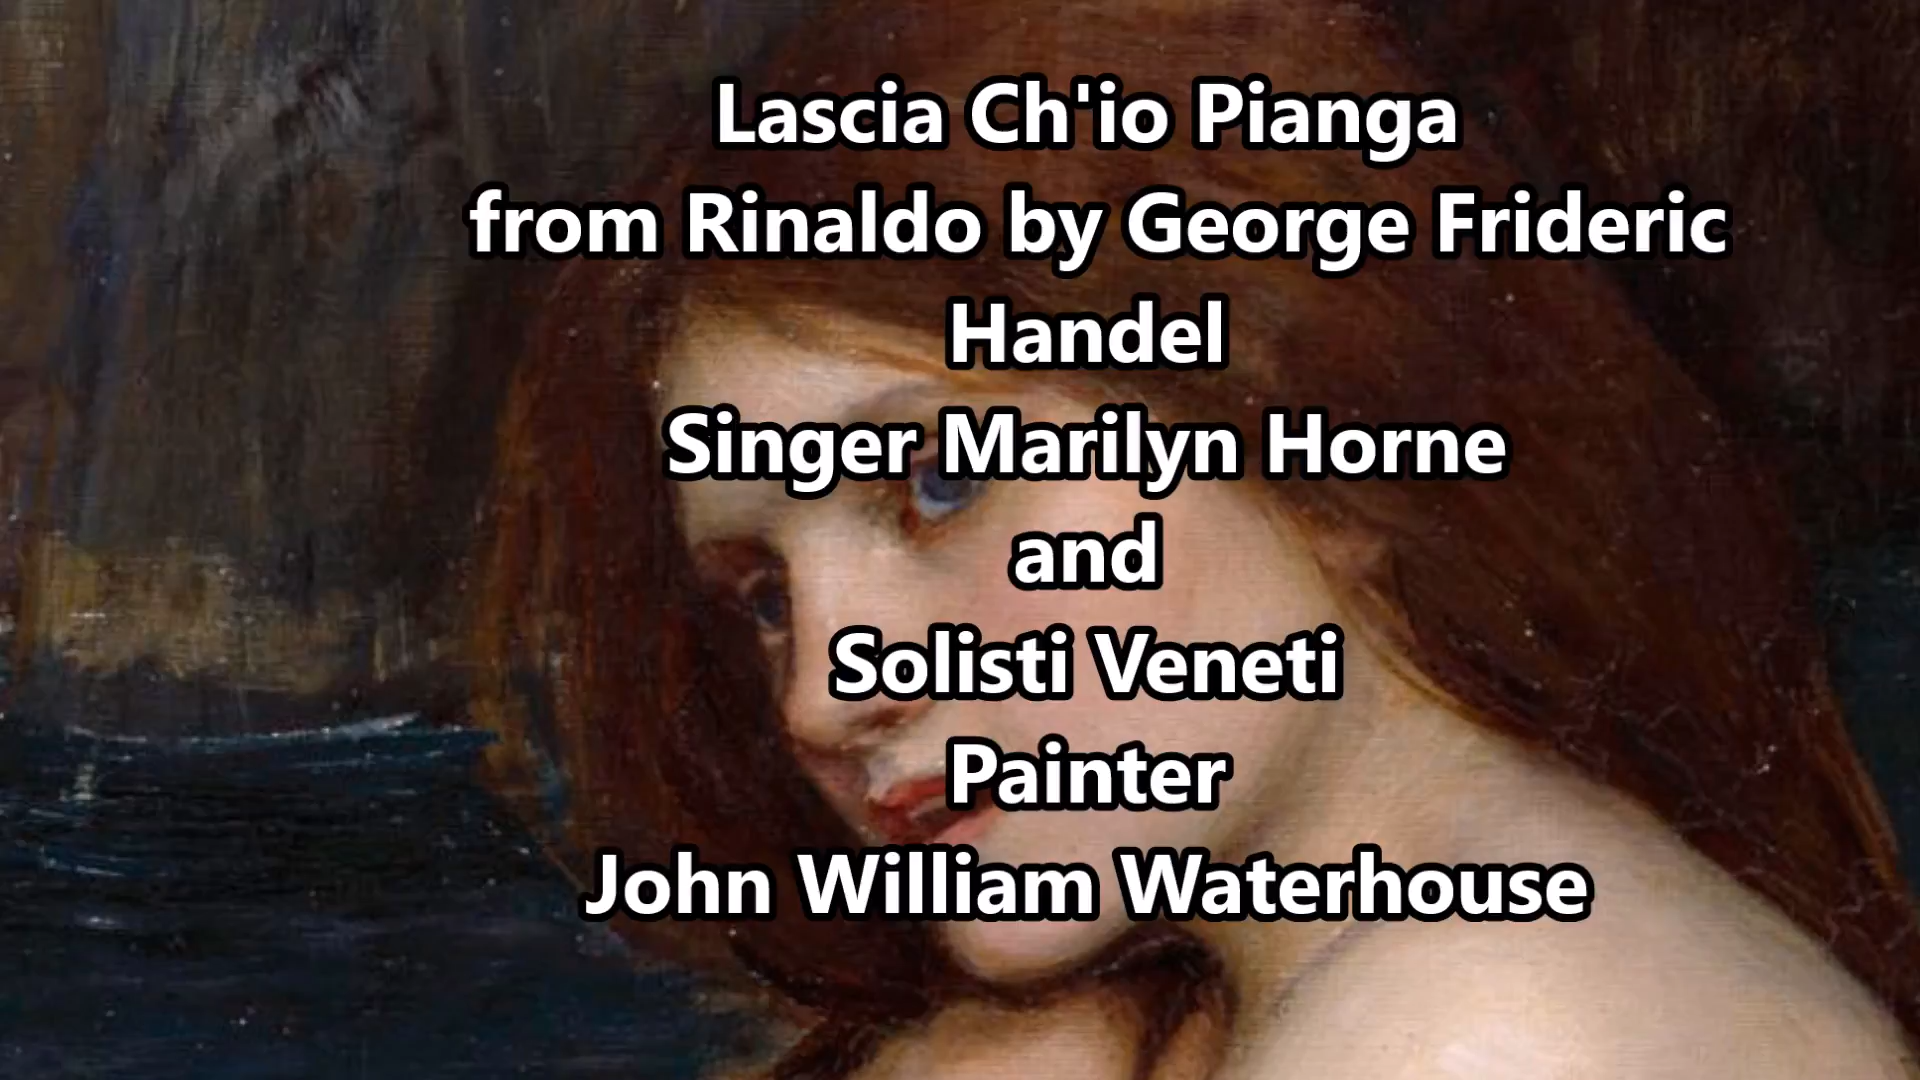 Lascia Ch'io Pianga
from Rinaldo by George Frideric
Handel
Singer Marilyn Horne
and
Solisti Veneti
Painter
John William Waterhouse